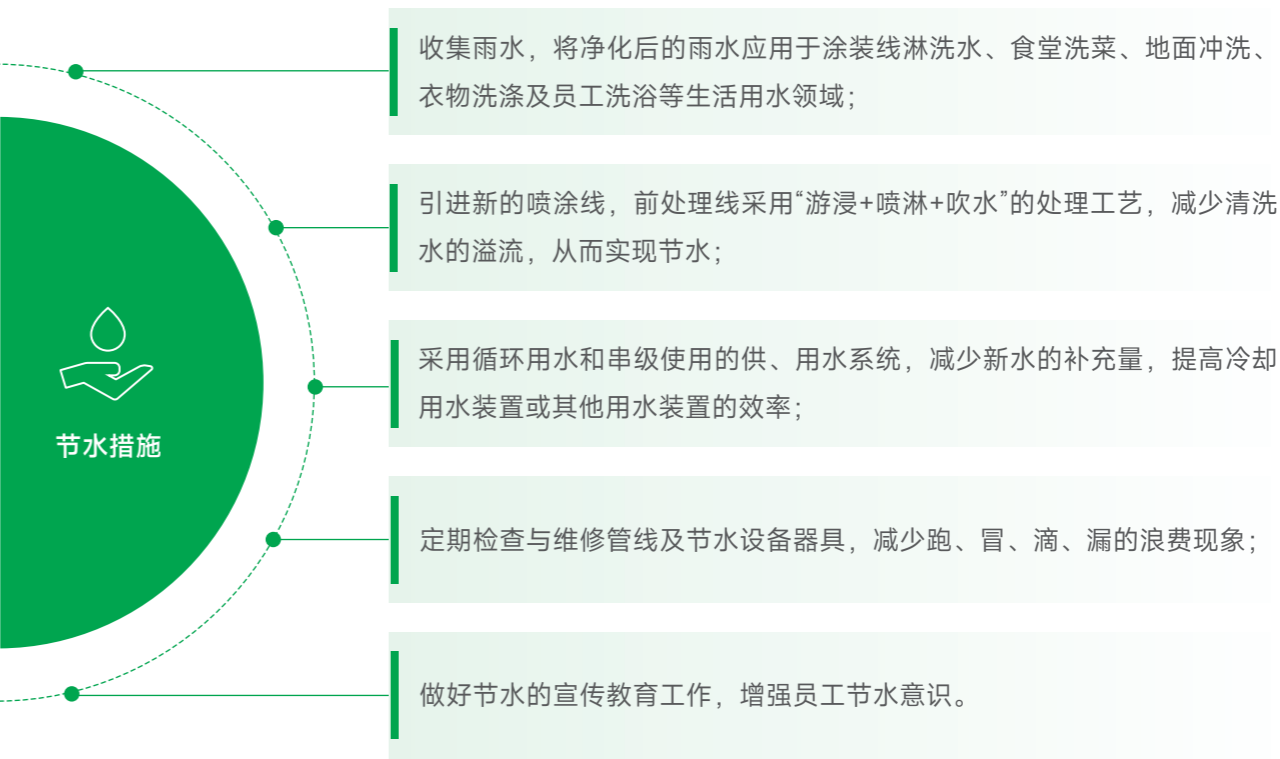 节水措施
收集雨水，将净化后的雨水应用于涂装线淋洗水、食堂洗菜、地面冲洗、
衣物洗涤及员工洗浴等生活用水领域；
引进新的喷涂线，前处理线采用“游浸+喷淋+吹水”的处理工艺，减少清洗
水的溢流，从而实现节水；
采用循环用水和串级使用的供、用水系统，减少新水的补充量，提高冷却
用水装置或其他用水装置的效率；
定期检查与维修管线及节水设备器具，减少跑、冒、滴、漏的浪费现象；
做好节水的宣传教育工作，增强员工节水意识。